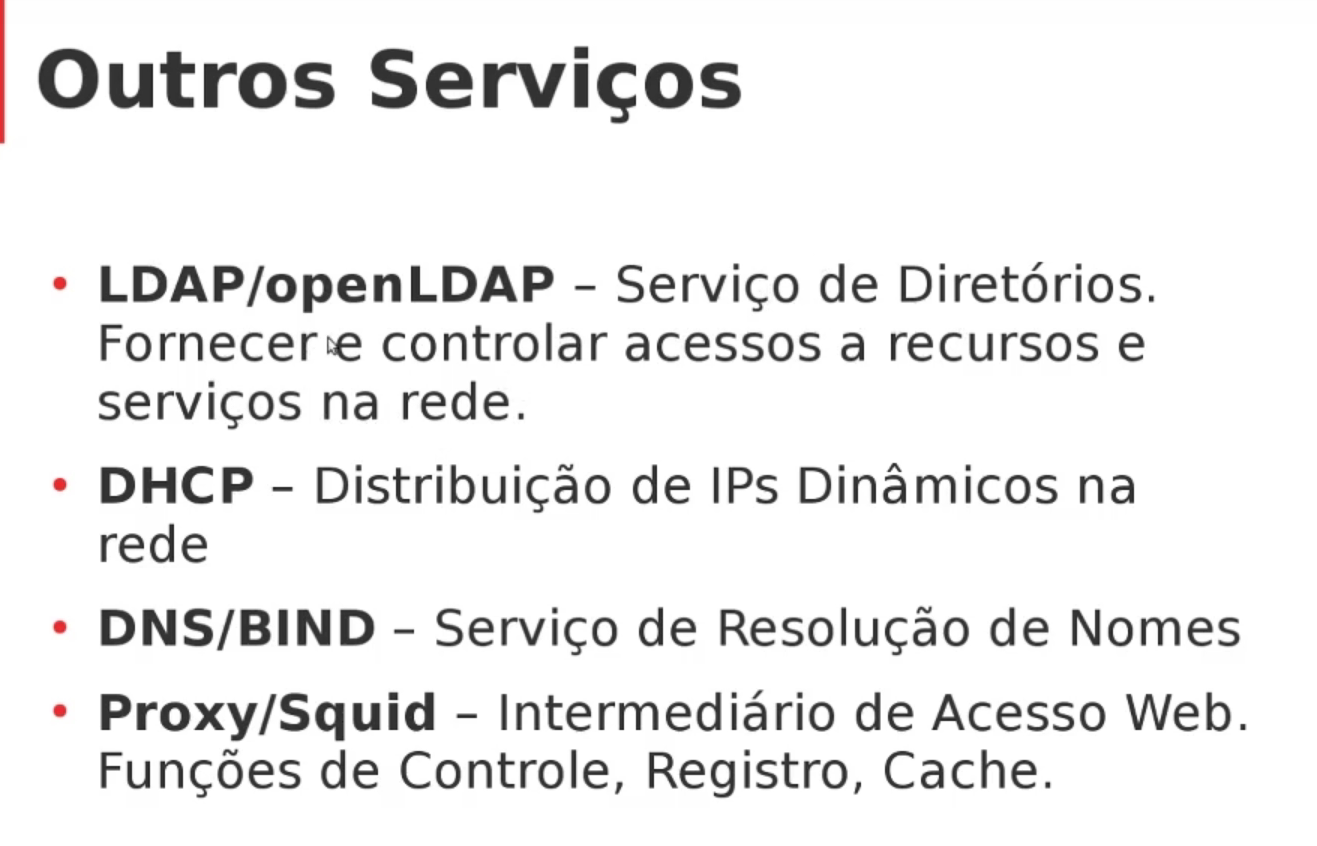 Outros Serviços
• LDAP/openLDAP – Serviço de Diretórios.
Fornecer e controlar acessos a recursos e
serviços na rede.
• DHCP – Distribuição de IPs Dinâmicos na
rede
• DNS/BIND – Serviço de Resolução de Nomes
• Proxy/Squid – Intermediário de Acesso Web.
Funções de Controle, Registro, Cache.